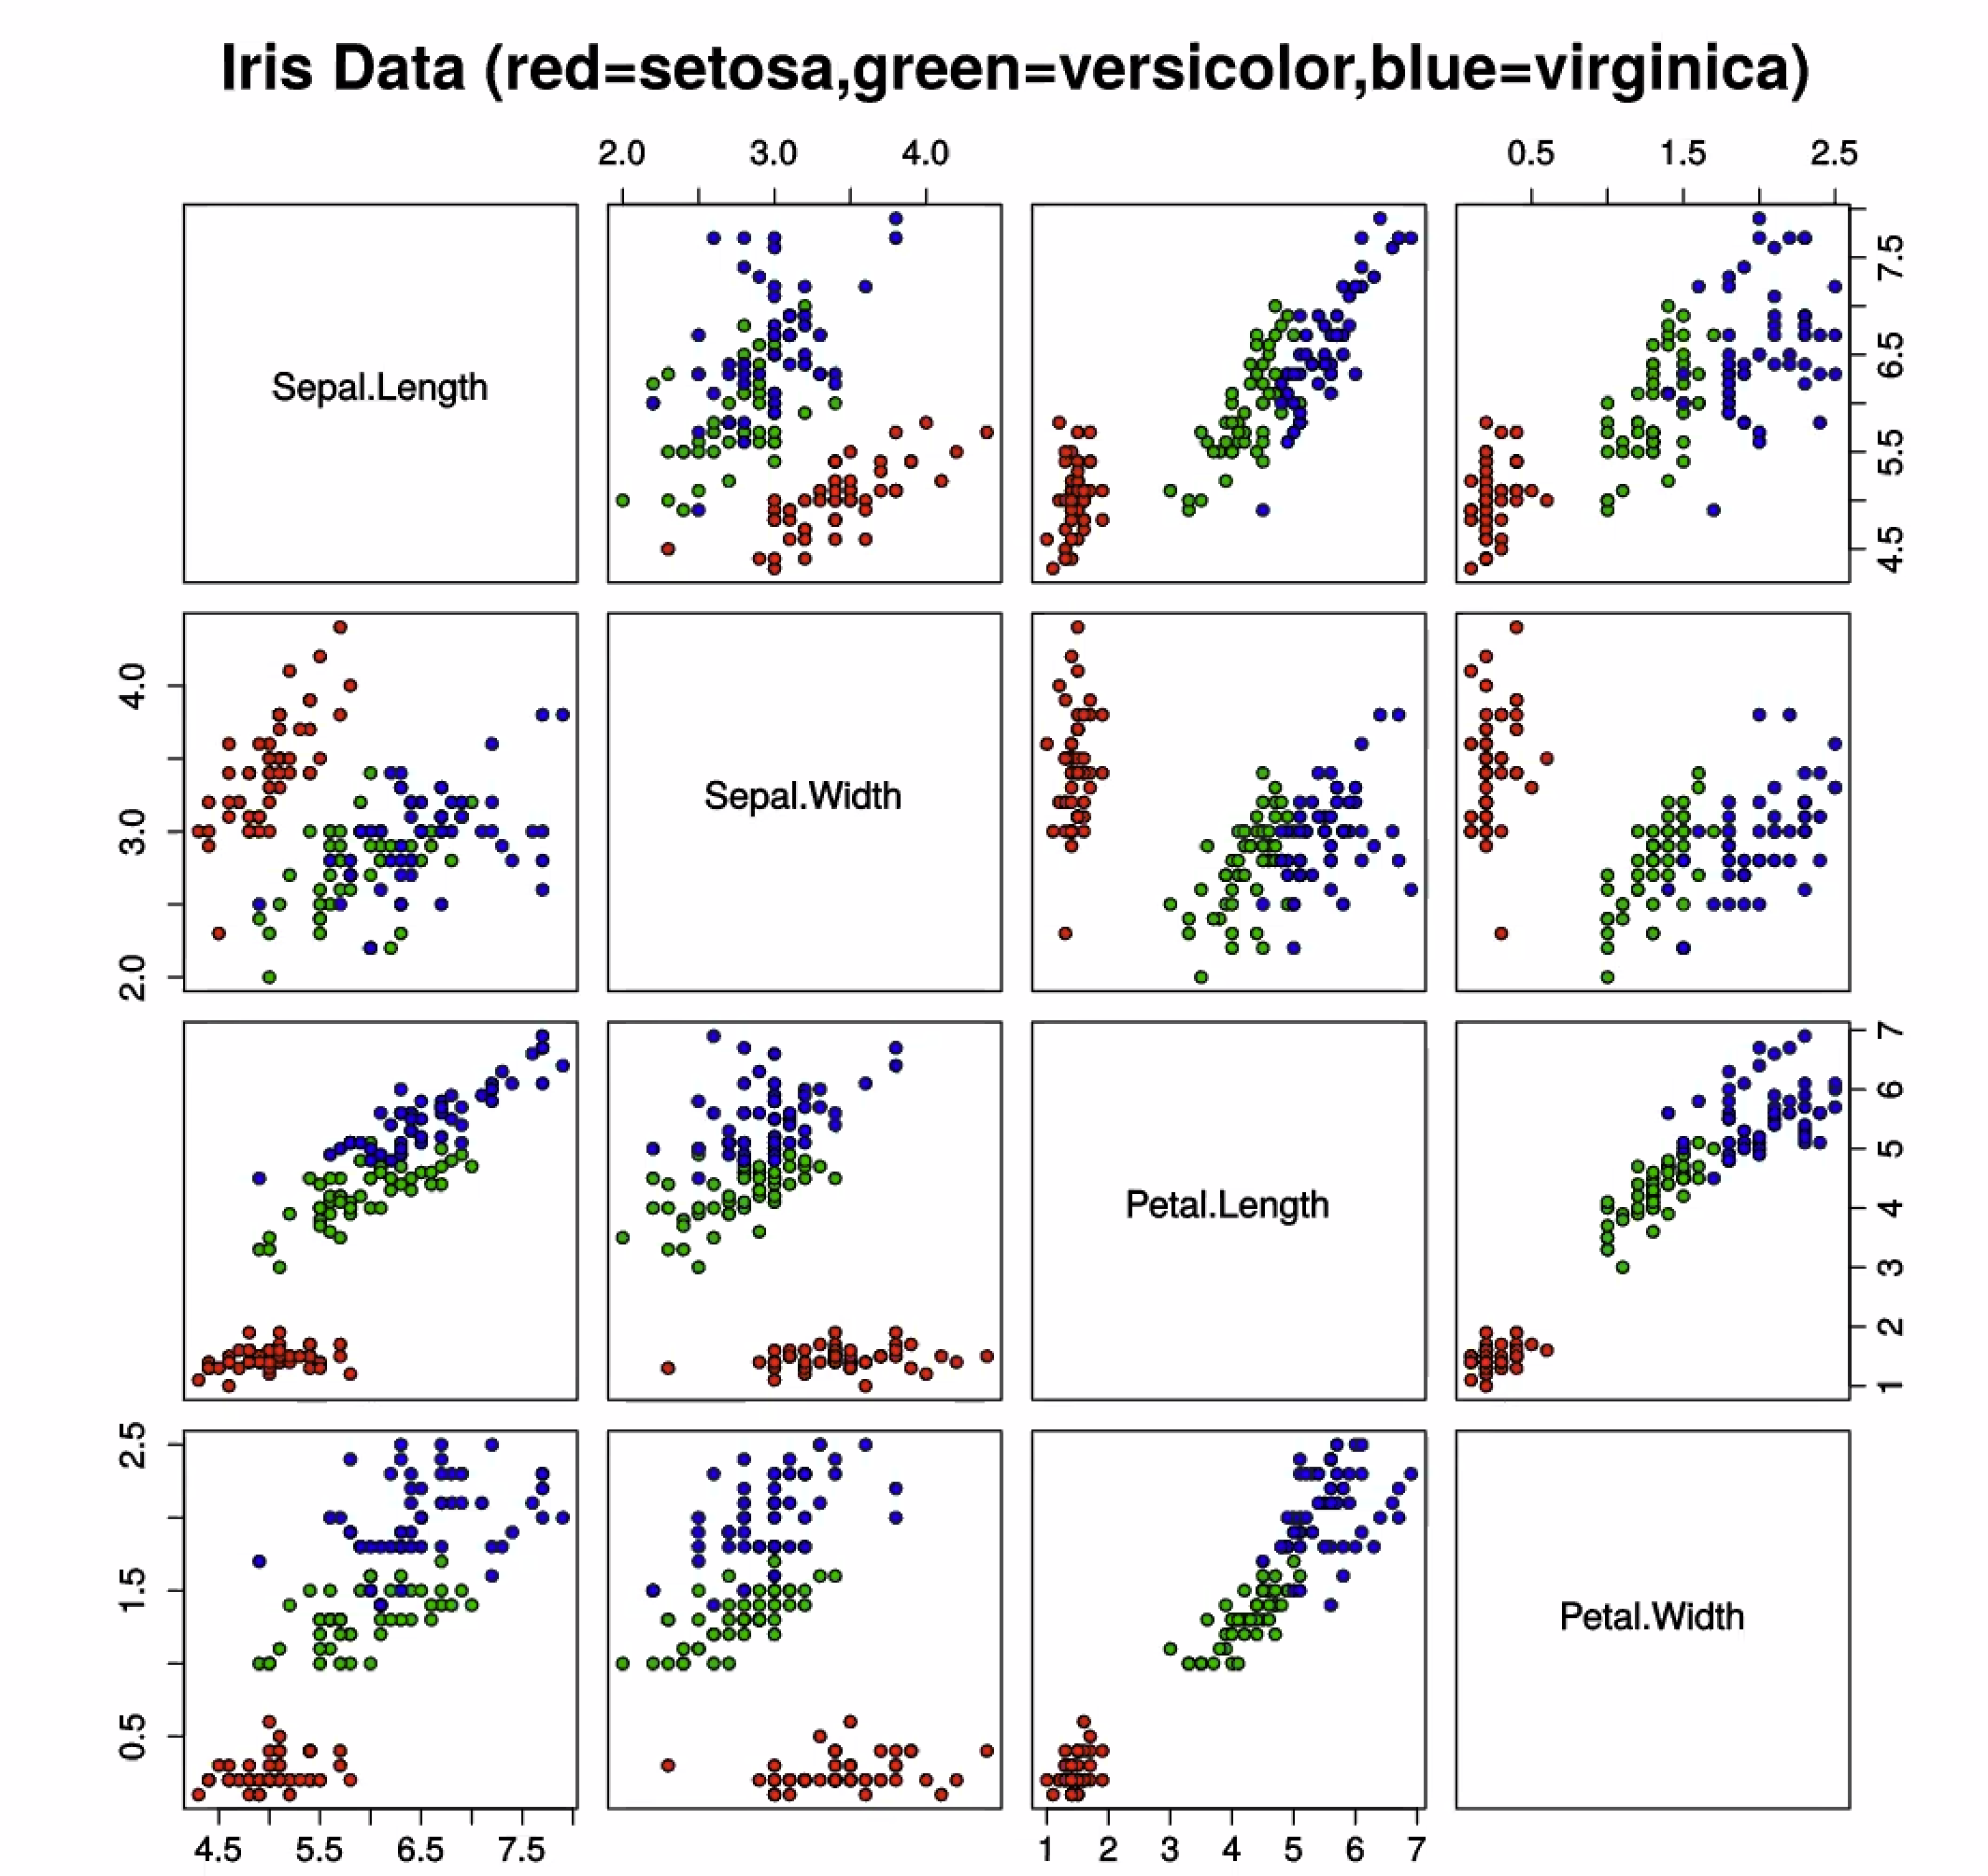 Iris Data (red=setosa,green=versicolor,blue=virginica)
2.0 3.0 4.0
0.5 1.5 2.5
Sepal.Length
4.5 5.5 6.5 7.5
2.0 3.0 4.0
Sepal.Width
Petal.Length
1 2 3 4 5 6 7
0.5 1.5 2.5
Petal.Width
4.5 5.5 6.5 7.5
1 2 3 4 5 6 7